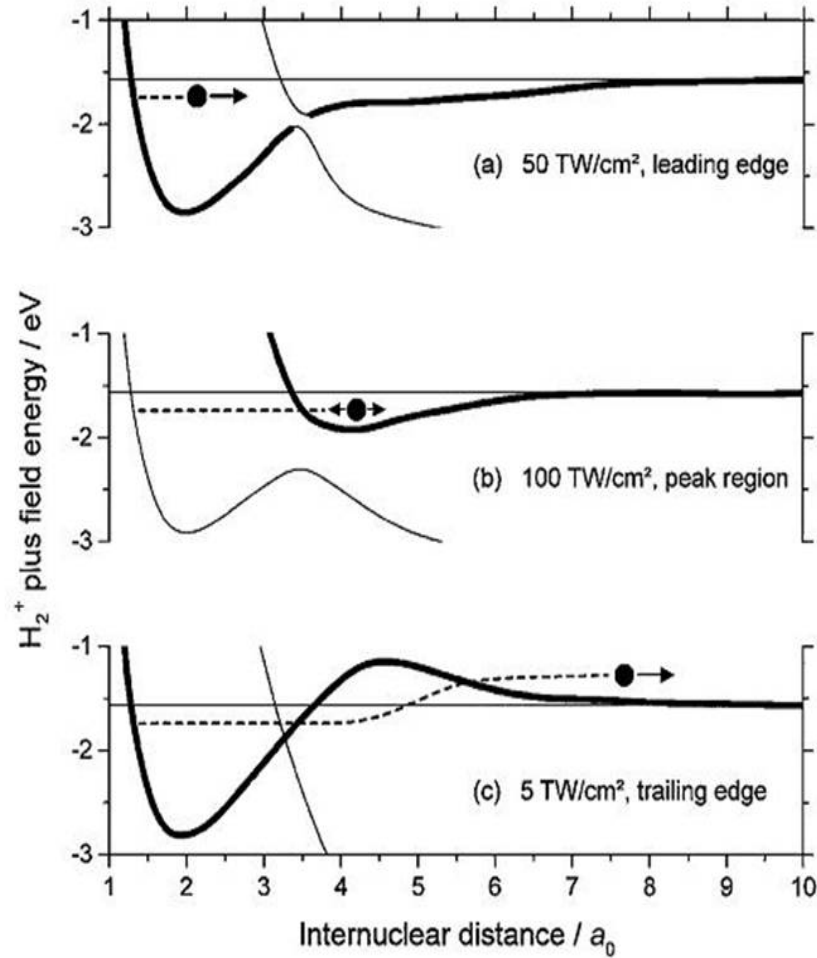 -1
-2
(a) 50 TW/cm², leading edge
-3
-1
-2
(b) 100 TW/cm², peak region
-3
-1
-2
(c) 5 TW/cm², trailing edge
-3
1 2 3 4 5 6 7 8 9 10
Internuclear distance / a₀
H₂⁺ plus field energy / eV